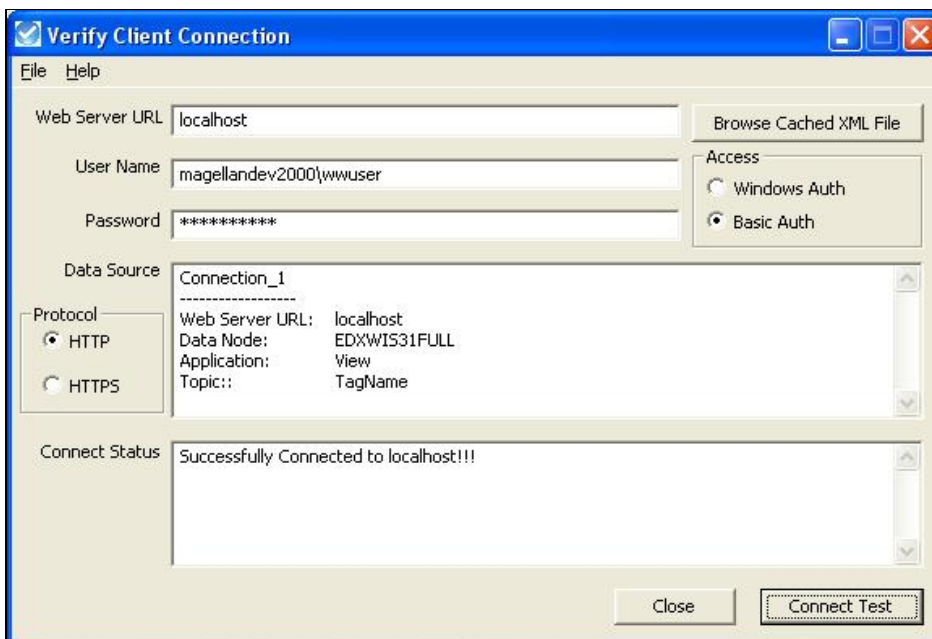 Verify Client Connection
File Help
Web Server URL localhost
Browse Cached XML File
User Name magellandev2000\wwuser
Access
Windows Auth
Basic Auth
Password **********
Data Source
Connection_1
------------------
Web Server URL: localhost
Data Node: EDXWIS31FULL
Application: View
Topic:: TagName
Protocol
HTTP
HTTPS
Connect Status Successfully Connected to localhost!!!
Close Connect Test